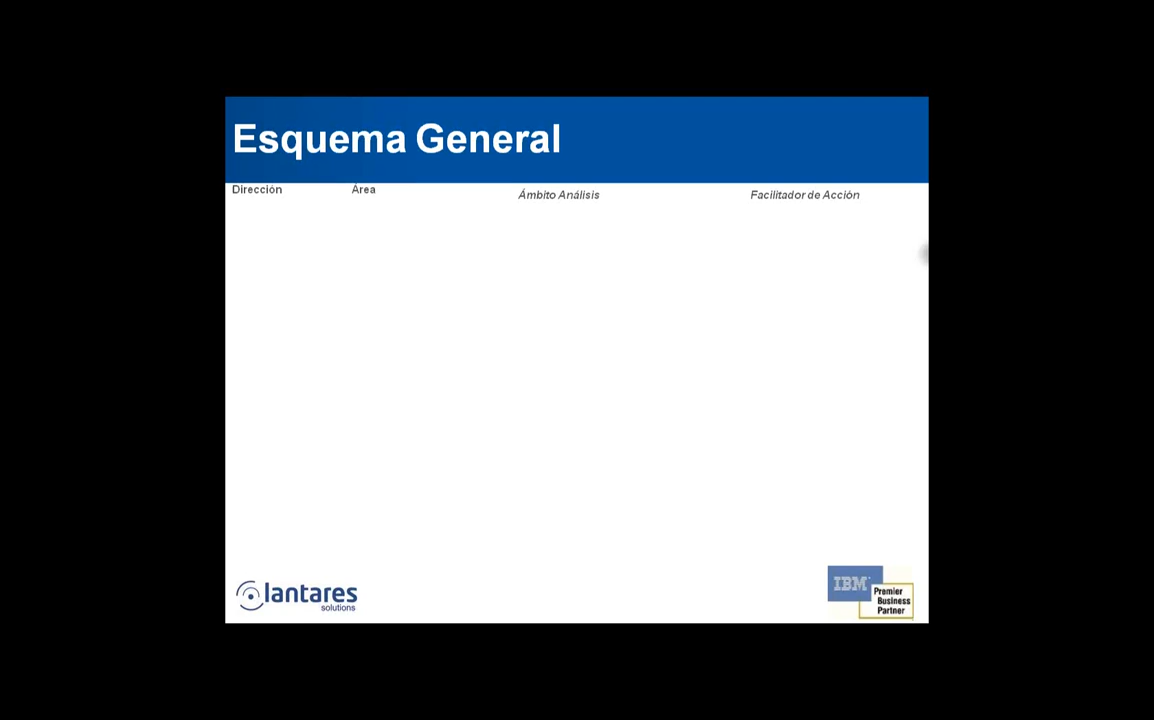 Esquema General
Dirección
Área
Ámbito Análisis
Facilitador de Acción
lantares
solutions
IBM
Premier
Business
Partner